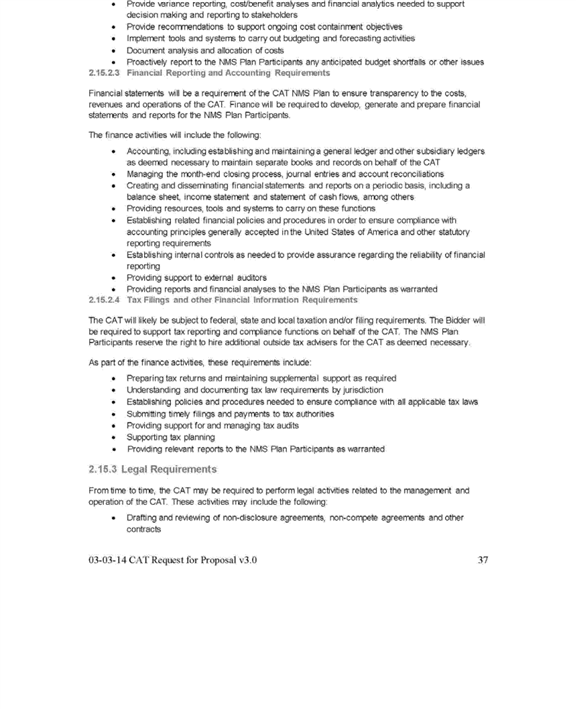 • Provide variance reporting, cost/benefit analyses and financial analytics needed to support
decision making and reporting to stakeholders
• Provide recommendations to support ongoing cost containment objectives
• Implement tools and systems to carry out budgeting and forecasting activities
• Document analysis and allocation of costs
• Proactively report to the NMS Plan Participants any anticipated budget shortfalls or other issues
2.15.2.3 Financial Reporting and Accounting Requirements
Financial statements will be a requirement of the CAT NMS Plan to ensure transparency to the costs,
revenues and operations of the CAT. Finance will be required to develop, generate and prepare financial
statements and reports for the NMS Plan Participants.
The finance activities will include the following:
• Accounting, including establishing and maintaining a general ledger and other subsidiary ledgers
as deemed necessary to maintain separate books and records on behalf of the CAT
• Managing the month-end closing process, journal entries and account reconciliations
• Creating and disseminating financial statements and reports on a periodic basis, including a
balance sheet, income statement and statement of cash flows, among others
• Providing resources, tools and systems to carry on these functions
• Establishing related financial policies and procedures in order to ensure compliance with
accounting principles generally accepted in the United States of America and other statutory
reporting requirements
• Establishing internal controls as needed to provide assurance regarding the reliability of financial
reporting
• Providing support to external auditors
• Providing reports and financial analyses to the NMS Plan Participants as warranted
2.15.2.4 Tax Filings and other Financial Information Requirements
The CAT will likely be subject to federal, state and local taxation and/or filing requirements. The Bidder will
be required to support tax reporting and compliance functions on behalf of the CAT. The NMS Plan
Participants reserve the right to hire additional outside tax advisers for the CAT as deemed necessary.
As part of the finance activities, these requirements include:
• Preparing tax returns and maintaining supplemental support as required
• Understanding and documenting tax law requirements by jurisdiction
• Establishing policies and procedures needed to ensure compliance with all applicable tax laws
• Submitting timely filings and payments to tax authorities
• Providing support for and managing tax audits
• Supporting tax planning
• Providing relevant reports to the NMS Plan Participants as warranted
2.15.3 Legal Requirements
From time to time, the CAT may be required to perform legal activities related to the management and
operation of the CAT. These activities may include the following:
• Drafting and reviewing of non-disclosure agreements, non-compete agreements and other
contracts
03-03-14 CAT Request for Proposal v3.0 37